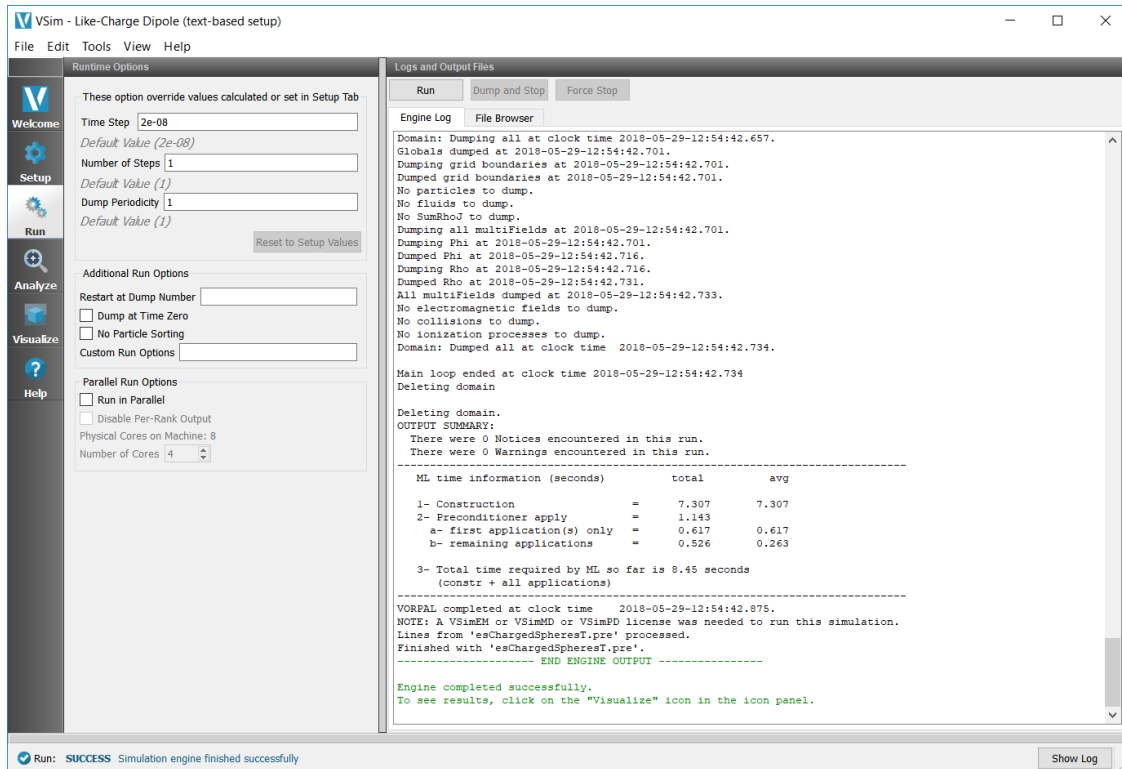 VSim - Like-Charge Dipole (text-based setup)
File Edit Tools View Help
Welcome
Setup
Run
Analyze
Visualize
Help
Runtime Options
These option override values calculated or set in Setup Tab
Time Step 2e-08
Default Value (2e-08)
Number of Steps 1
Default Value (1)
Dump Periodicity 1
Default Value (1)
Reset to Setup Values
Additional Run Options
Restart at Dump Number
Dump at Time Zero
No Particle Sorting
Custom Run Options
Parallel Run Options
Run in Parallel
Disable Per-Rank Output
Physical Cores on Machine: 8
Number of Cores 4
Logs and Output Files
Run Dump and Stop Force Stop
Engine Log File Browser
Domain: Dumping all at clock time 2018-05-29-12:54:42.657.
Globals dumped at 2018-05-29-12:54:42.701.
Dumping grid boundaries at 2018-05-29-12:54:42.701.
Dumped grid boundaries at 2018-05-29-12:54:42.701.
No particles to dump.
No fluids to dump.
No SumRhoJ to dump.
Dumping all multiFields at 2018-05-29-12:54:42.701.
Dumping Phi at 2018-05-29-12:54:42.701.
Dumped Phi at 2018-05-29-12:54:42.716.
Dumping Rho at 2018-05-29-12:54:42.716.
Dumped Rho at 2018-05-29-12:54:42.731.
All multiFields dumped at 2018-05-29-12:54:42.733.
No electromagnetic fields to dump.
No collisions to dump.
No ionization processes to dump.
Domain: Dumped all at clock time 2018-05-29-12:54:42.734.
Main loop ended at clock time 2018-05-29-12:54:42.734
Deleting domain
Deleting domain.
OUTPUT SUMMARY:
There were 0 Notices encountered in this run.
There were 0 Warnings encountered in this run.
--------------------------------------------------------------------------
ML time information (seconds) total avg
1- Construction = 7.307 7.307
2- Preconditioner apply = 1.143
a- first application(s) only = 0.617 0.617
b- remaining applications = 0.526 0.263
3- Total time required by ML so far is 8.45 seconds
(constr + all applications)
--------------------------------------------------------------------------
VORPAL completed at clock time 2018-05-29-12:54:42.875.
NOTE: A VSimEM or VSimMD or VSimPD license was needed to run this simulation.
Lines from 'esChargedSpheresT.pre' processed.
Finished with 'esChargedSpheresT.pre'.
-------------------- END ENGINE OUTPUT ----------------
Engine completed successfully.
To see results, click on the "Visualize" icon in the icon panel.
Run: SUCCESS Simulation engine finished successfully
Show Log